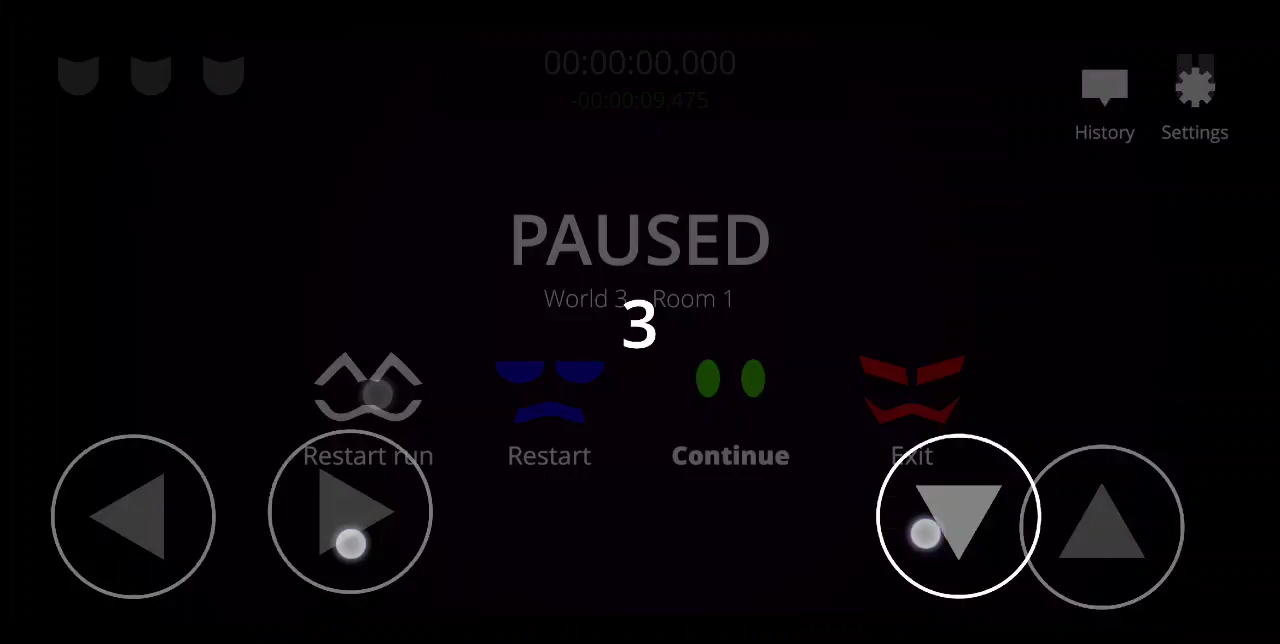 00:00:00.000
-00:00:09.475
History
Settings
PAUSED
World 3 Room 1
3
Restart run
Restart
Continue
Exit